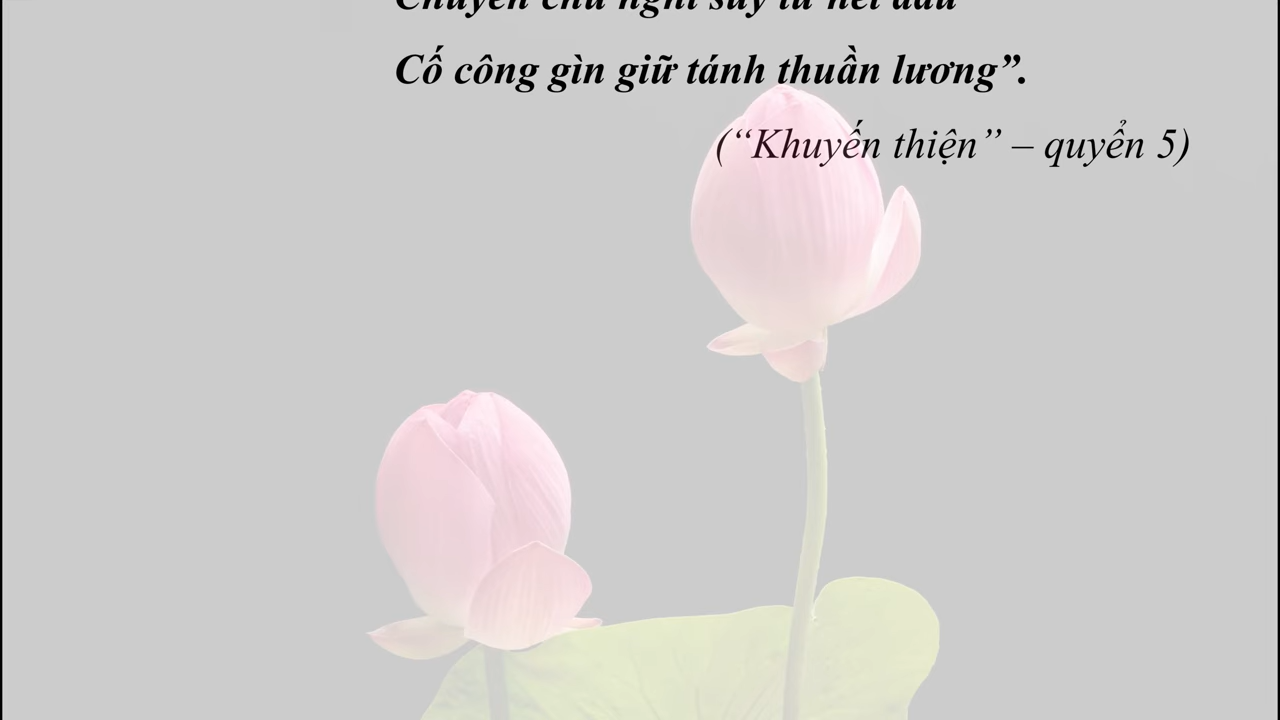 Cố công gìn giữ tánh thuần lương”.
(“Khuyến thiện” – quyển 5)